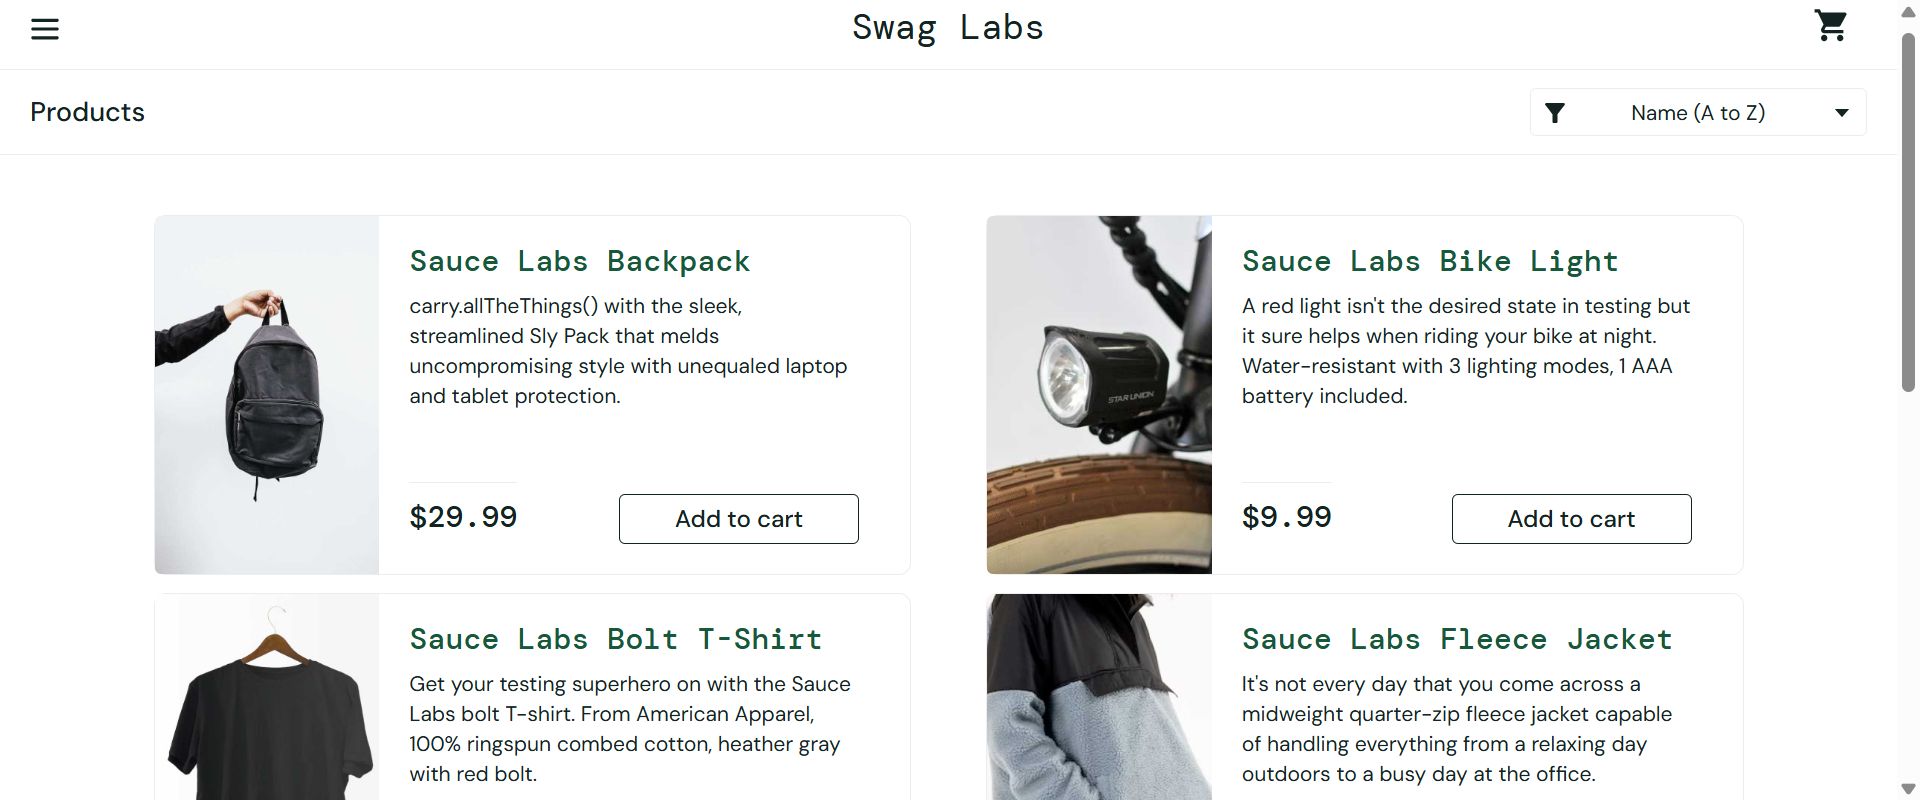 Swag Labs
Products
Name (A to Z)
Sauce Labs Backpack
carry.allTheThings() with the sleek,
streamlined Sly Pack that melds
uncompromising style with unequaled laptop
and tablet protection.
$29.99
Add to cart
Sauce Labs Bike Light
A red light isn't the desired state in testing but
it sure helps when riding your bike at night.
Water-resistant with 3 lighting modes, 1 AAA
battery included.
STAR UNION
$9.99
Add to cart
Sauce Labs Bolt T-Shirt
Get your testing superhero on with the Sauce
Labs bolt T-shirt. From American Apparel,
100% ringspun combed cotton, heather gray
with red bolt.
Sauce Labs Fleece Jacket
It's not every day that you come across a
midweight quarter-zip fleece jacket capable
of handling everything from a relaxing day
outdoors to a busy day at the office.